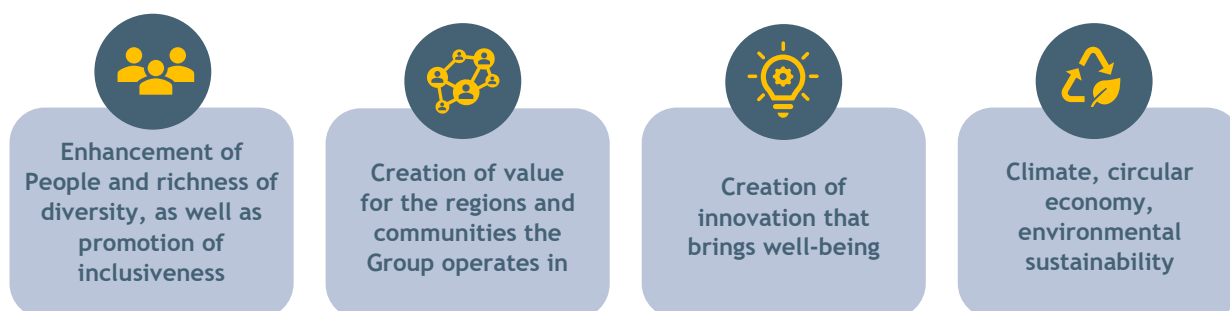 Enhancement of
People and richness of
diversity, as well as
promotion of
inclusiveness
Creation of value
for the regions and
communities the
Group operates in
Creation of
innovation that
brings well-being
Climate, circular
economy,
environmental
sustainability